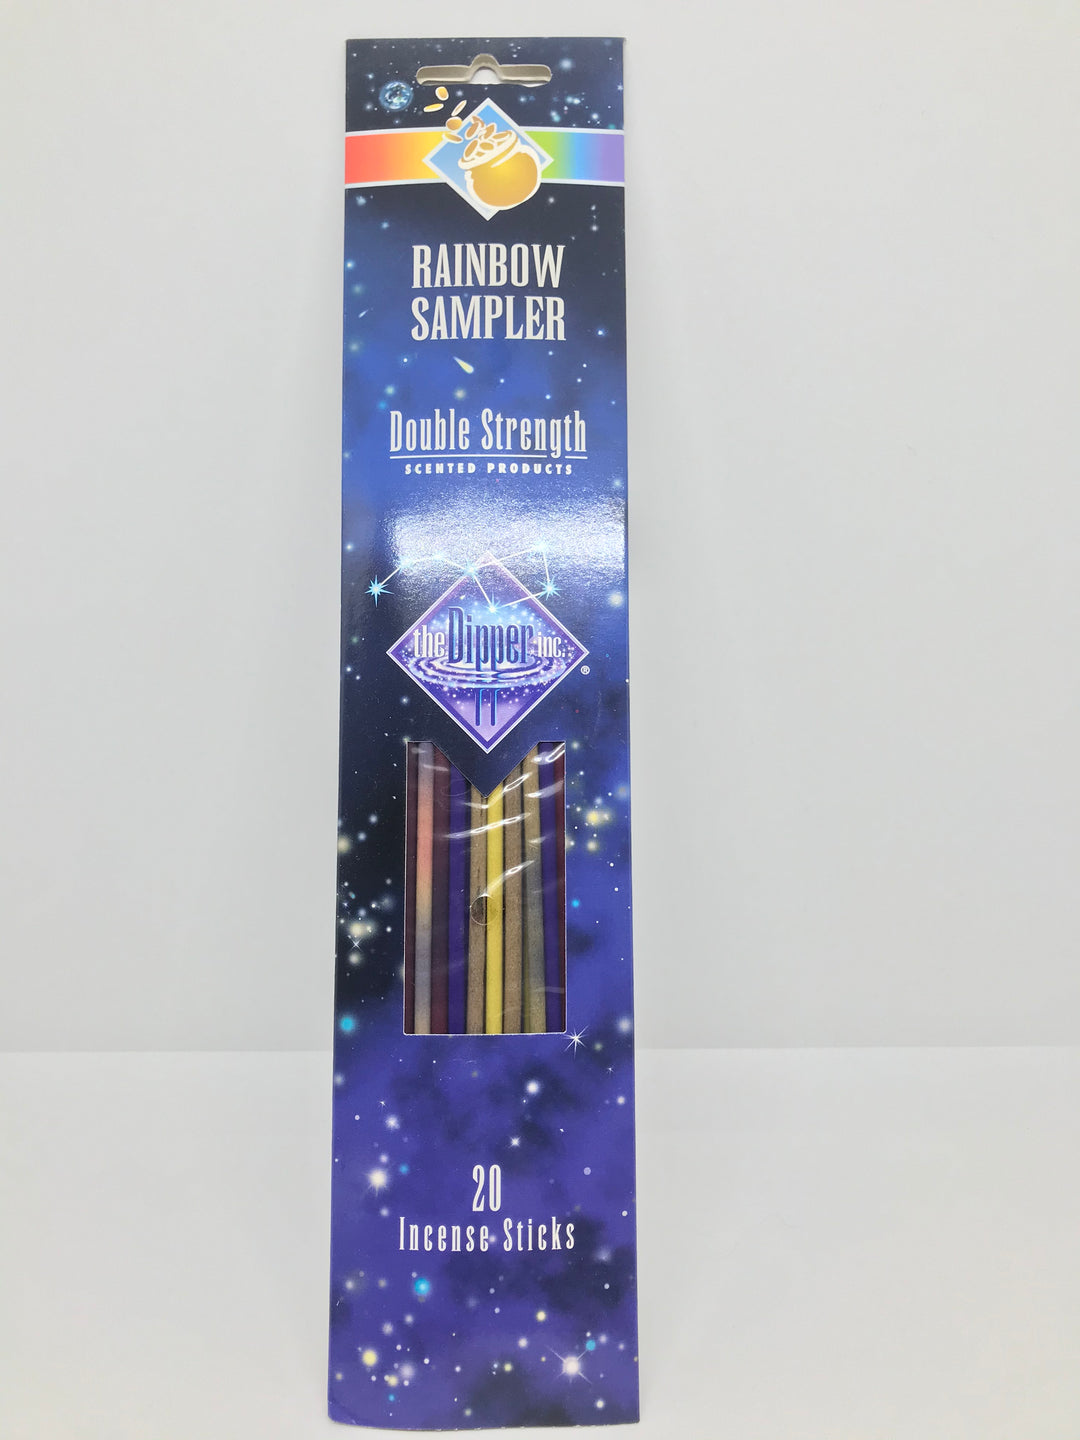 RAINBOW
SAMPLER
Double Strength
SCENTED PRODUCTS
the Dipper inc.
®
20
Incense Sticks